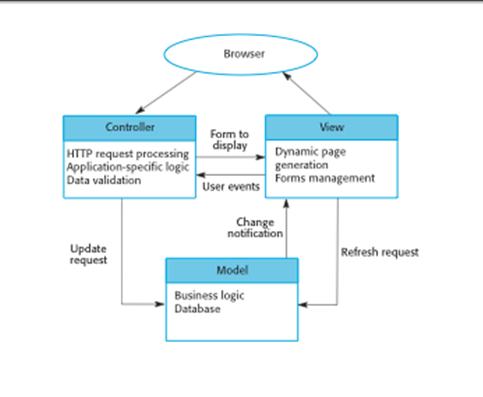 Browser
Controller
HTTP request processing
Application-specific logic
Data validation
Form to
display
User events
View
Dynamic page
generation
Forms management
Change
notification
Update
request
Refresh request
Model
Business logic
Database